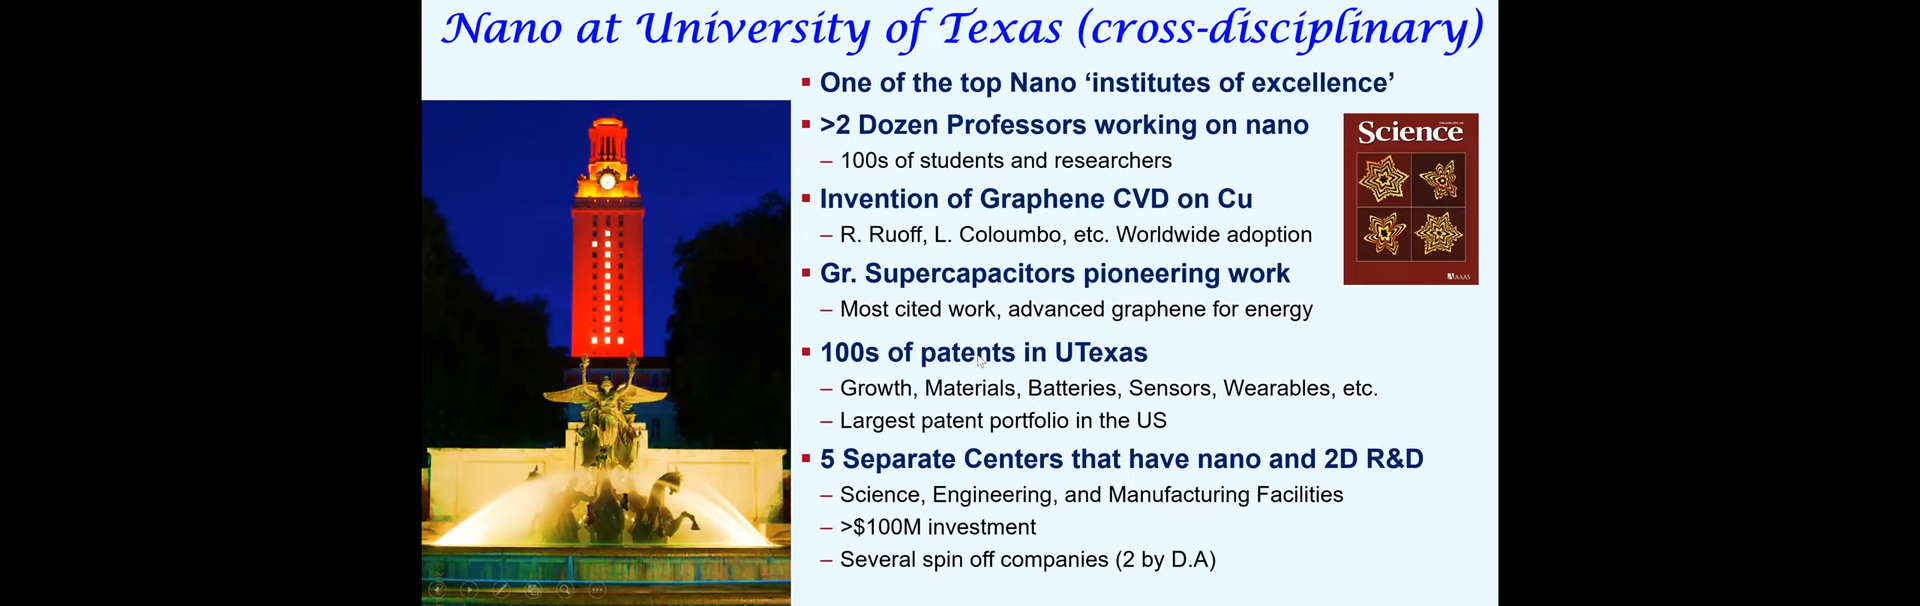 Nano at University of Texas (cross-disciplinary)
▪ One of the top Nano ‘institutes of excellence’
▪ >2 Dozen Professors working on nano
– 100s of students and researchers
▪ Invention of Graphene CVD on Cu
– R. Ruoff, L. Coloumbo, etc. Worldwide adoption
▪ Gr. Supercapacitors pioneering work
– Most cited work, advanced graphene for energy
▪ 100s of patents in UTexas
– Growth, Materials, Batteries, Sensors, Wearables, etc.
– Largest patent portfolio in the US
▪ 5 Separate Centers that have nano and 2D R&D
– Science, Engineering, and Manufacturing Facilities
– >$100M investment
– Several spin off companies (2 by D.A)
Science
AAAS